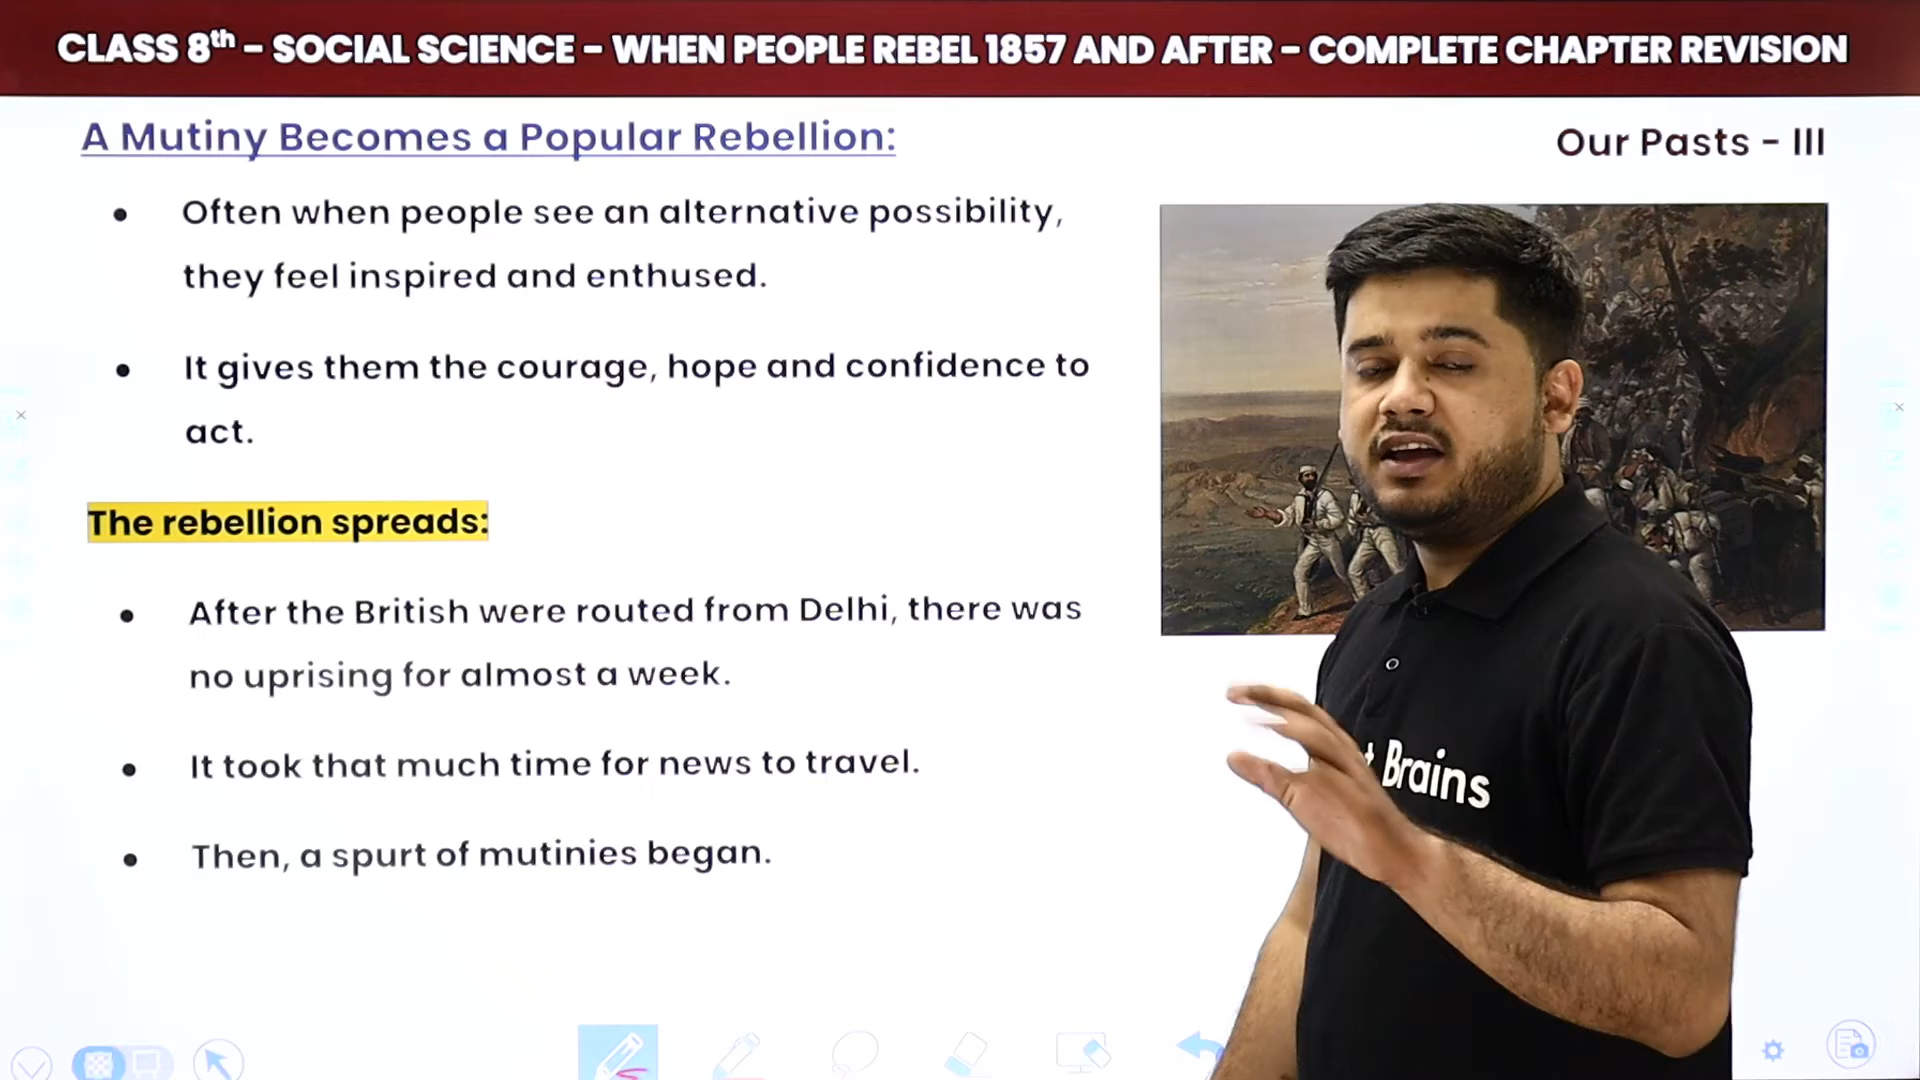 CLASS 8th – SOCIAL SCIENCE – WHEN PEOPLE REBEL 1857 AND AFTER – COMPLETE CHAPTER REVISION
A Mutiny Becomes a Popular Rebellion:
Our Pasts - III
• Often when people see an alternative possibility,
they feel inspired and enthused.
• It gives them the courage, hope and confidence to
act.
The rebellion spreads:
• After the British were routed from Delhi, there was
no uprising for almost a week.
• It took that much time for news to travel.
• Then, a spurt of mutinies began.
Brains